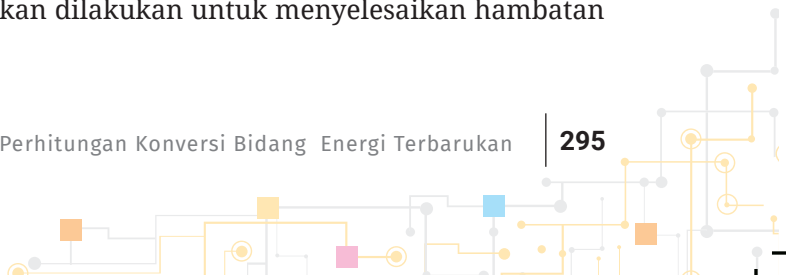 kan dilakukan untuk menyelesaikan hambatan
Perhitungan Konversi Bidang Energi Terbarukan 295